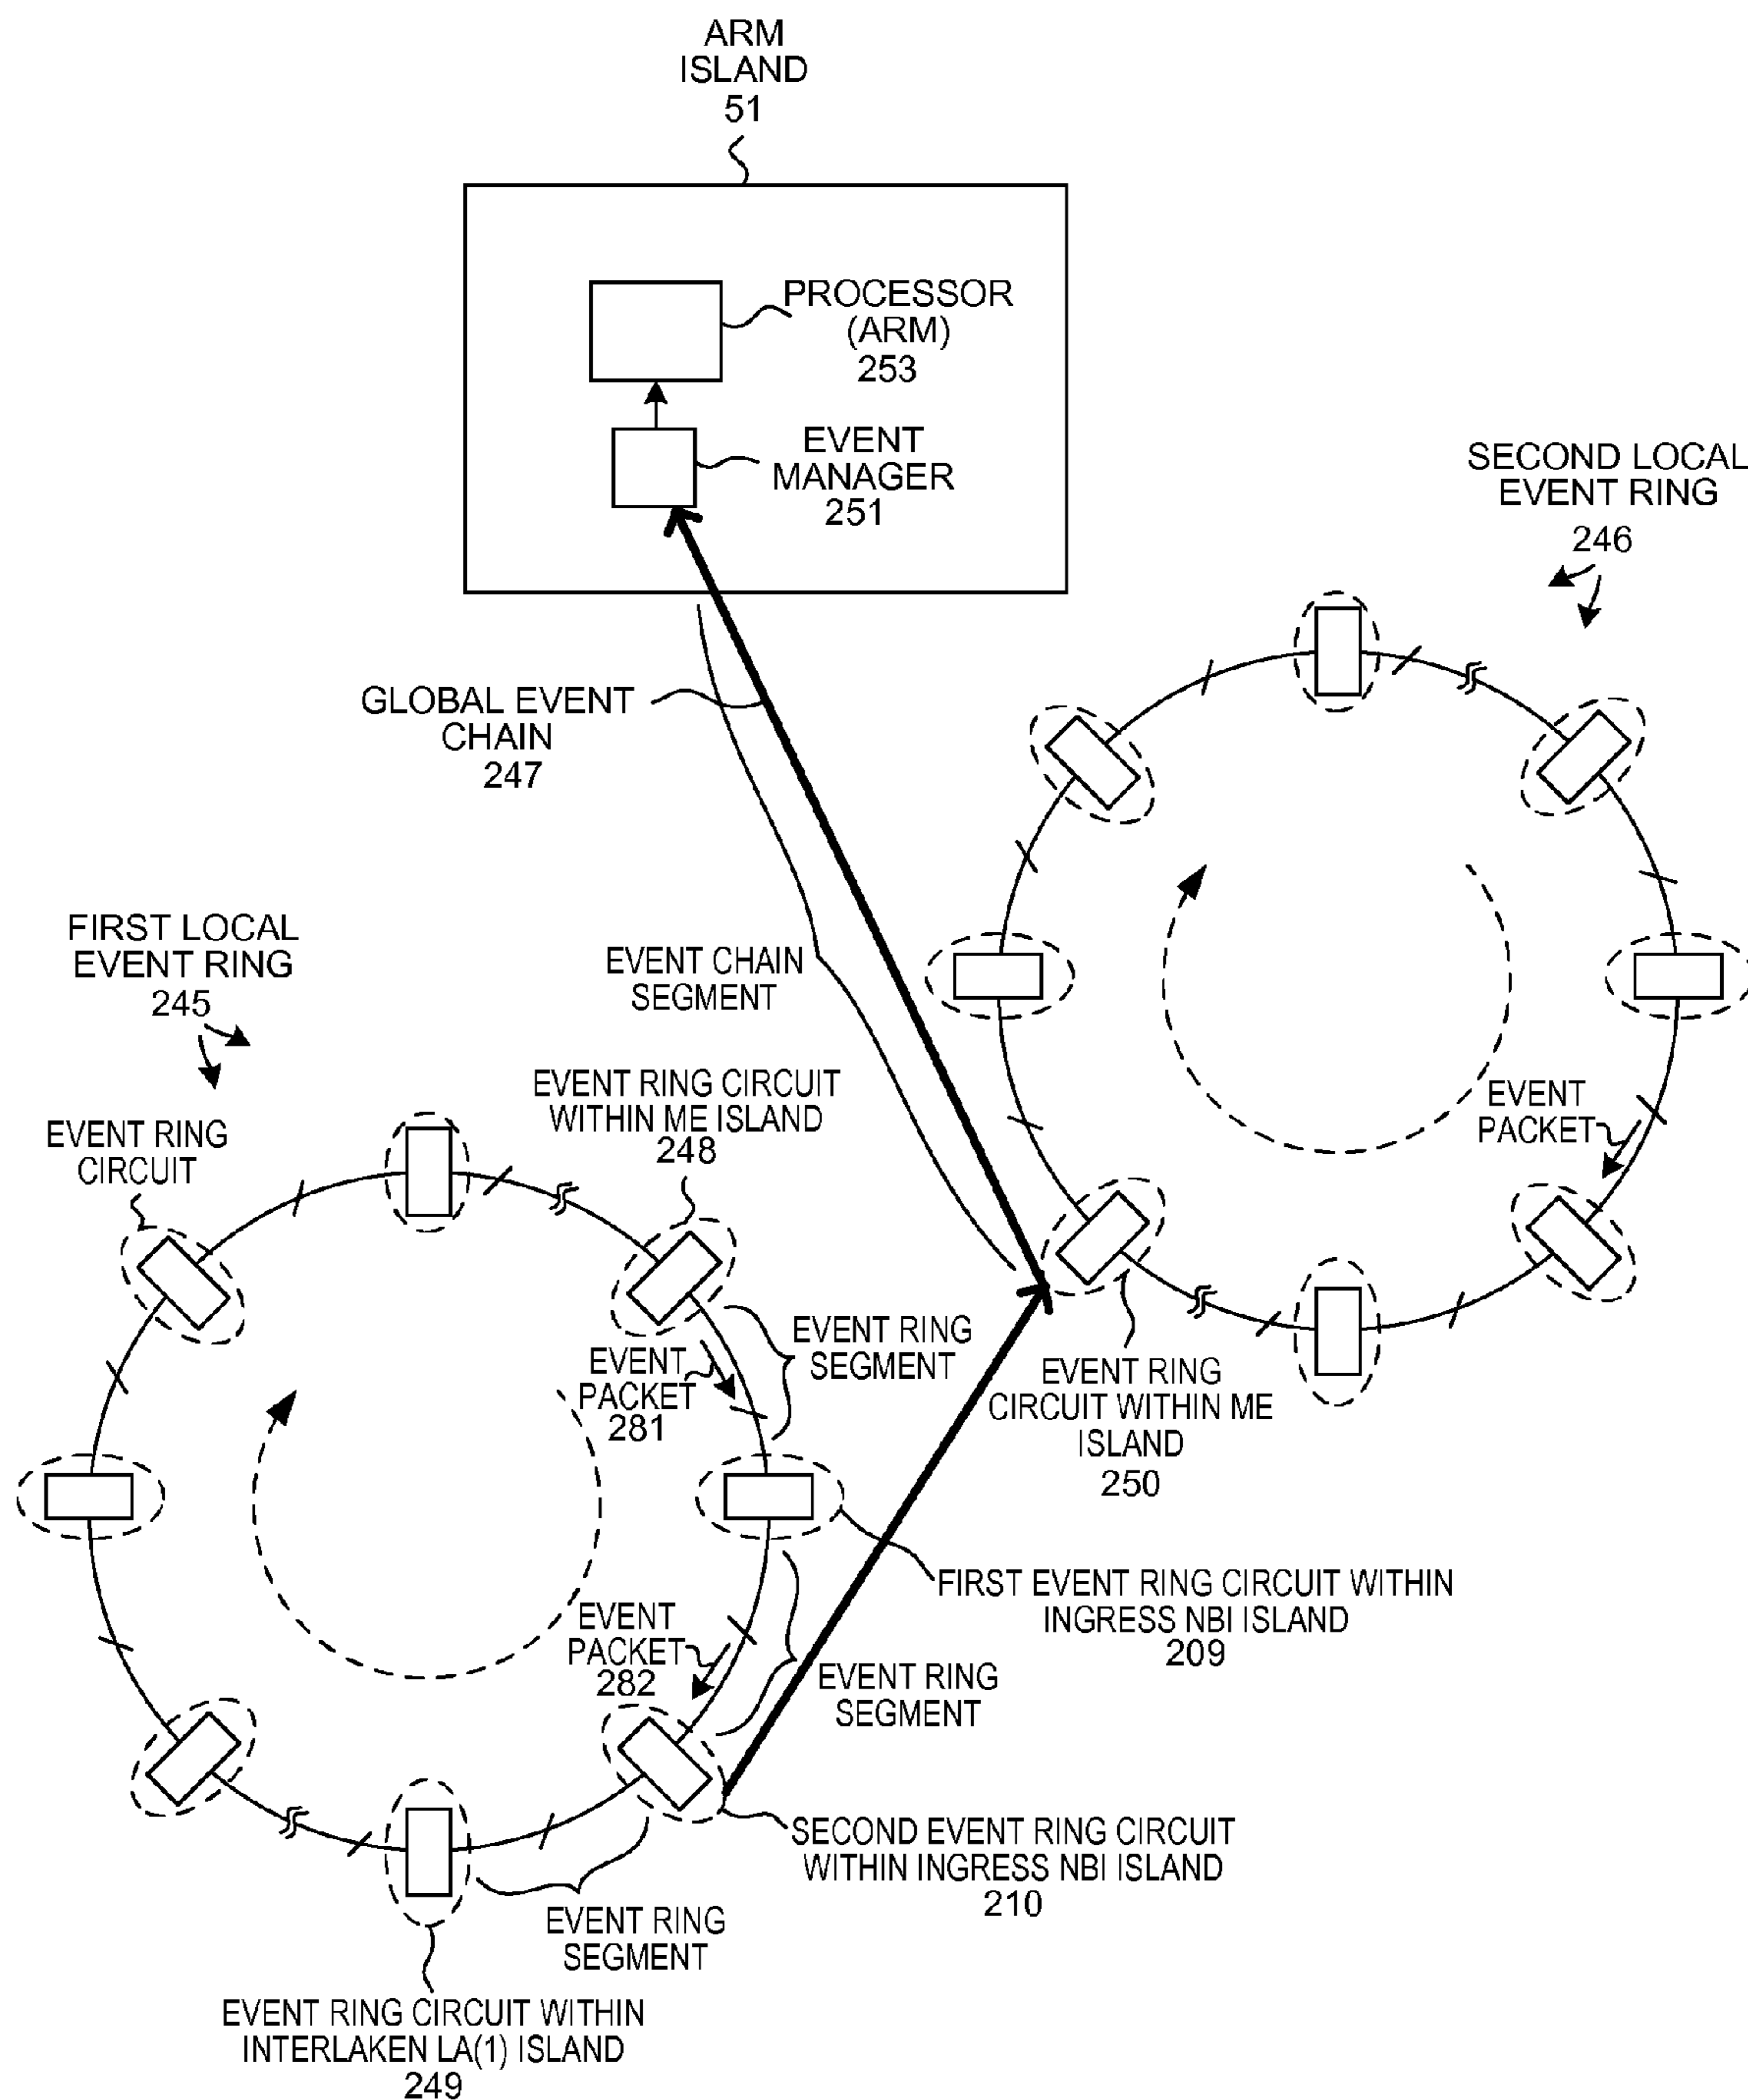 ARM
ISLAND
51
PROCESSOR
(ARM)
253
EVENT
MANAGER
251
SECOND LOCAL
EVENT RING
246
GLOBAL EVENT
CHAIN
247
FIRST LOCAL
EVENT RING
245
EVENT CHAIN
SEGMENT
EVENT RING CIRCUIT
WITHIN ME ISLAND
248
EVENT
PACKET
EVENT RING
CIRCUIT
EVENT RING
SEGMENT
EVENT
PACKET
281
EVENT RING
CIRCUIT WITHIN ME
ISLAND
250
FIRST EVENT RING CIRCUIT WITHIN
INGRESS NBI ISLAND
209
EVENT
PACKET
282
EVENT RING
SEGMENT
SECOND EVENT RING CIRCUIT
WITHIN INGRESS NBI ISLAND
210
EVENT RING
SEGMENT
EVENT RING CIRCUIT WITHIN
INTERLAKEN LA(1) ISLAND
249